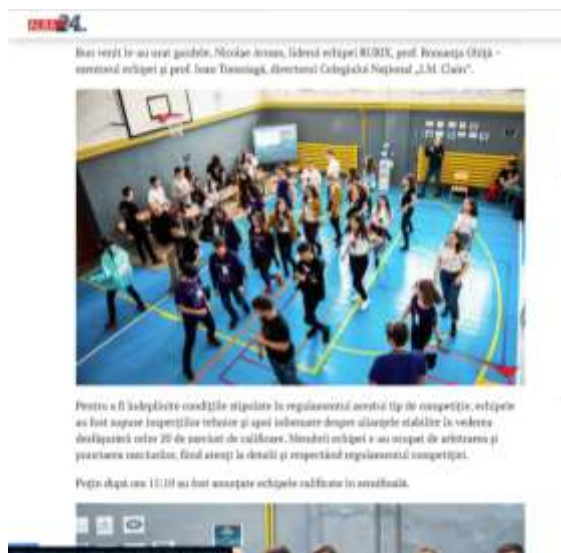 ALBA 24.
Bun venit le-au urat gazdele, Nicolae Avram, liderul echipei RUBIX, prof. Romanța Ghiță –
mentorul echipei și prof. Ioan directorul Colegiului Național „I.M. Clain”.
Pentru a fi îndeplinite condițiile stipulate în regulamentul acestui tip de competiție, echipele
au fost supuse inspecțiilor tehnice și apoi informate despre alianțele stabilite în vederea
desfășurării celor 20 de meciuri de calificare. Membrii echipei s-au ocupat de arbitrarea și
punctarea meciurilor, fiind atenți la detalii și respectând regulamentul competiției.
Puțin după ora 15:10 au fost anunțate echipele calificate în semifinală.